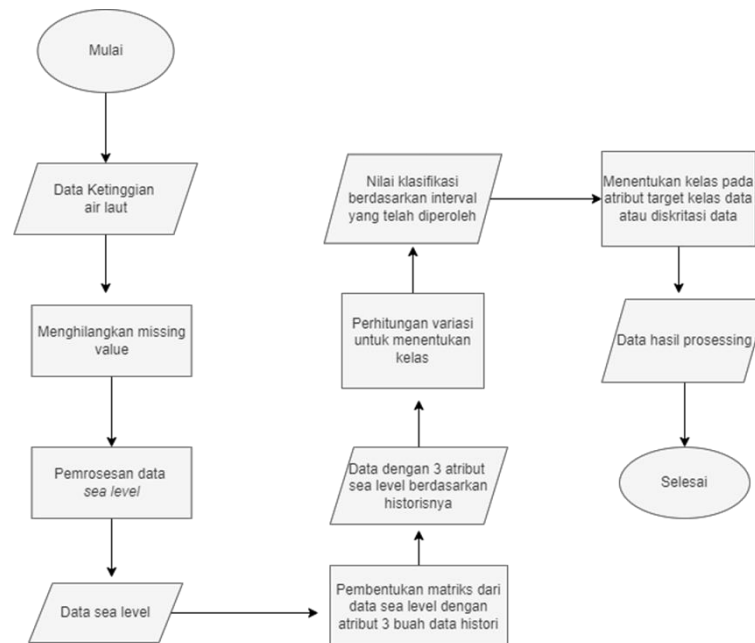 Mulai
Data Ketinggian
air laut
Menghilangkan missing
value
Pemrosesan data
sea level
Data sea level
Pembentukan matriks dari
data sea level dengan
atribut 3 buah data histori
Data dengan 3 atribut
sea level berdasarkan
historisnya
Perhitungan variasi
untuk menentukan
kelas
Nilai klasifikasi
berdasarkan interval
yang telah diperoleh
Menentukan kelas pada
atribut target kelas data
atau diskritasi data
Data hasil prosessing
Selesai